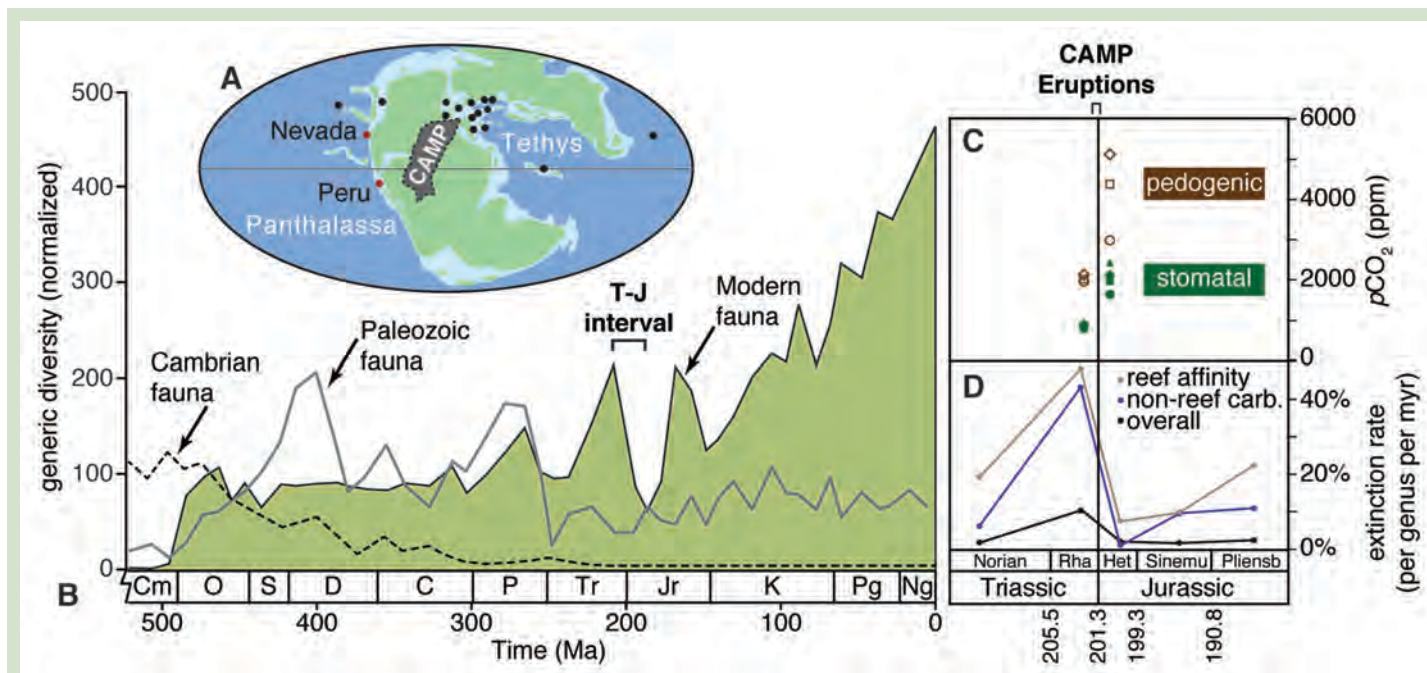 A
Nevada
Peru
Panthalassa
CAMP
Tethys
generic diversity (normalized)
500
400
300
200
100
0
Cambrian
fauna
Paleozoic
fauna
T-J
interval
Modern
fauna
B
Cm
O
S
D
C
P
Tr
Jr
K
Pg
Ng
500
400
300
200
100
0
Time (Ma)
CAMP
Eruptions
C
pedogenic
stomatal
6000
4000
2000
0
pCO2 (ppm)
D
reef affinity
non-reef carb.
overall
40%
20%
0%
extinction rate
(per genus per myr)
Norian
Rha
Het
Sinemu
Pliensb
Triassic
Jurassic
205.5
201.3
199.3
190.8